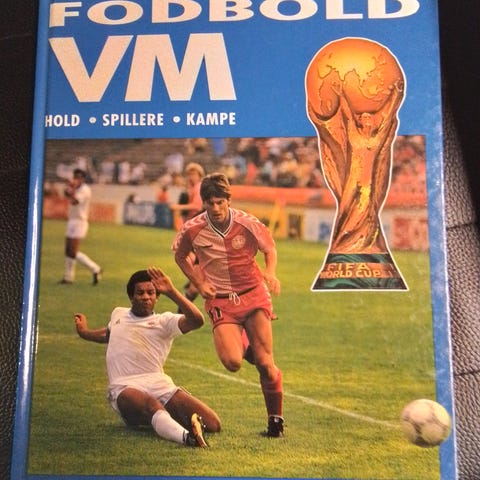 FODBOLD
VM
HOLD • SPILLERE • KAMPE
FIFA
WORLD CUP